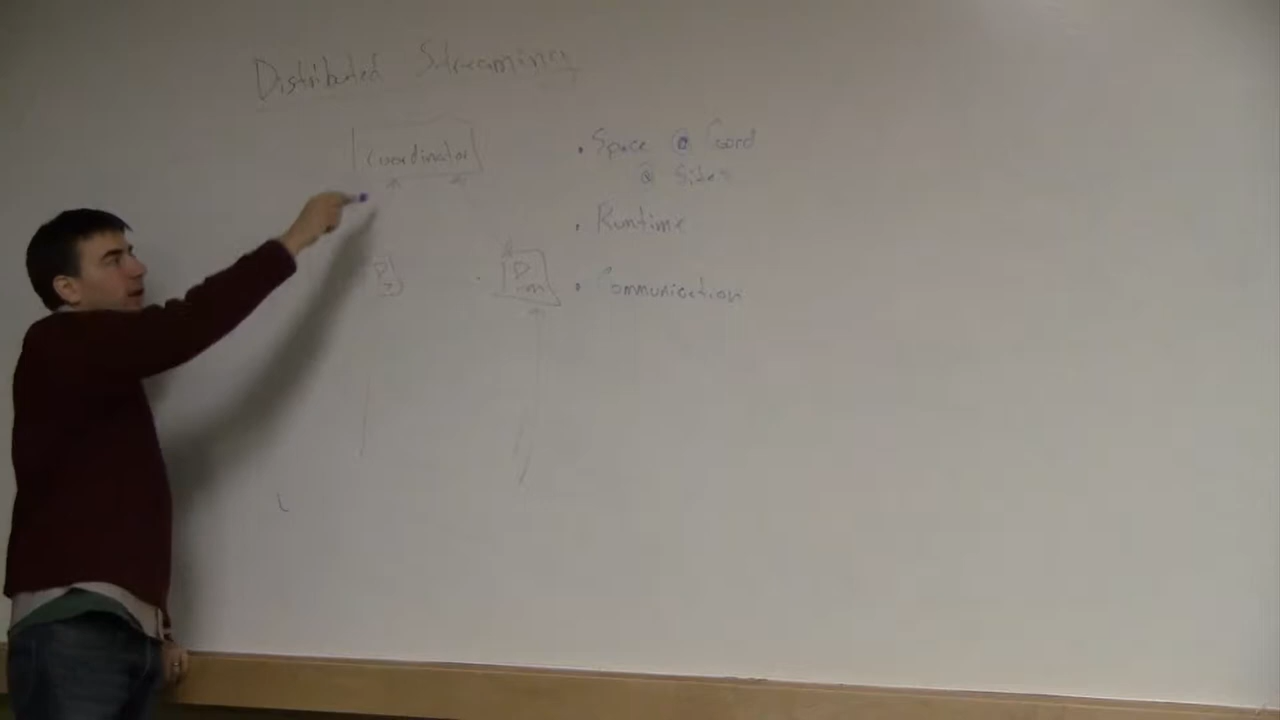 Distributed Streaming
Coordinator
• Space @ Coord
@ Sites
• Runtime
• Communication